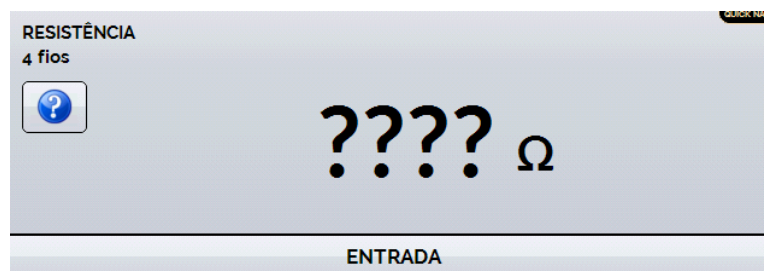 RESISTÊNCIA
4 fios
?
???? Ω
ENTRADA